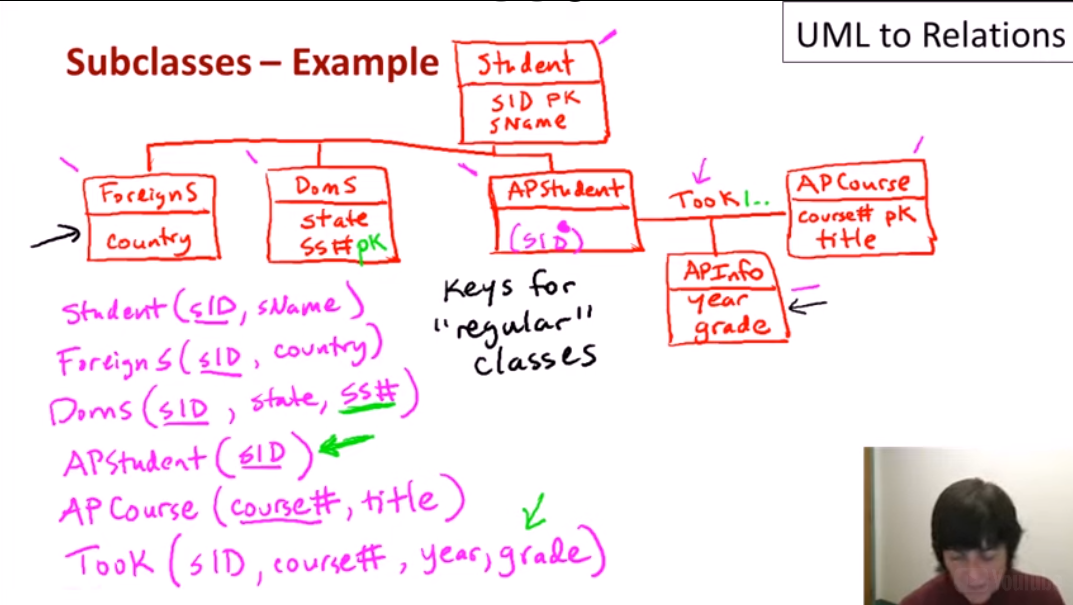 UML to Relations
Subclasses – Example
Student
SID PK
sName
ForeignS
country
DomS
state
SS# pK
APStudent
(SID)
Took 1..
APCourse
course# pK
title
APInfo
year
grade
Keys for
"regular"
classes
Student (sID, sName)
ForeignS (sID, country)
DomS (sID, state, SS#)
APStudent (sID)
APCourse (course#, title)
Took (sID, course#, year, grade)